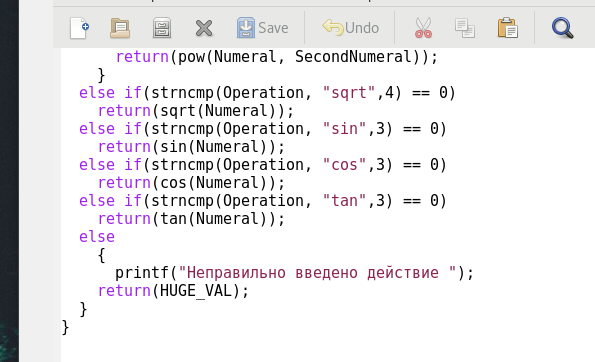 Save Undo
return(pow(Numeral, SecondNumeral));
}
else if(strncmp(Operation, "sqrt",4) == 0)
return(sqrt(Numeral));
else if(strncmp(Operation, "sin",3) == 0)
return(sin(Numeral));
else if(strncmp(Operation, "cos",3) == 0)
return(cos(Numeral));
else if(strncmp(Operation, "tan",3) == 0)
return(tan(Numeral));
else
{
printf("Неправильно введено действие ");
return(HUGE_VAL);
}
}